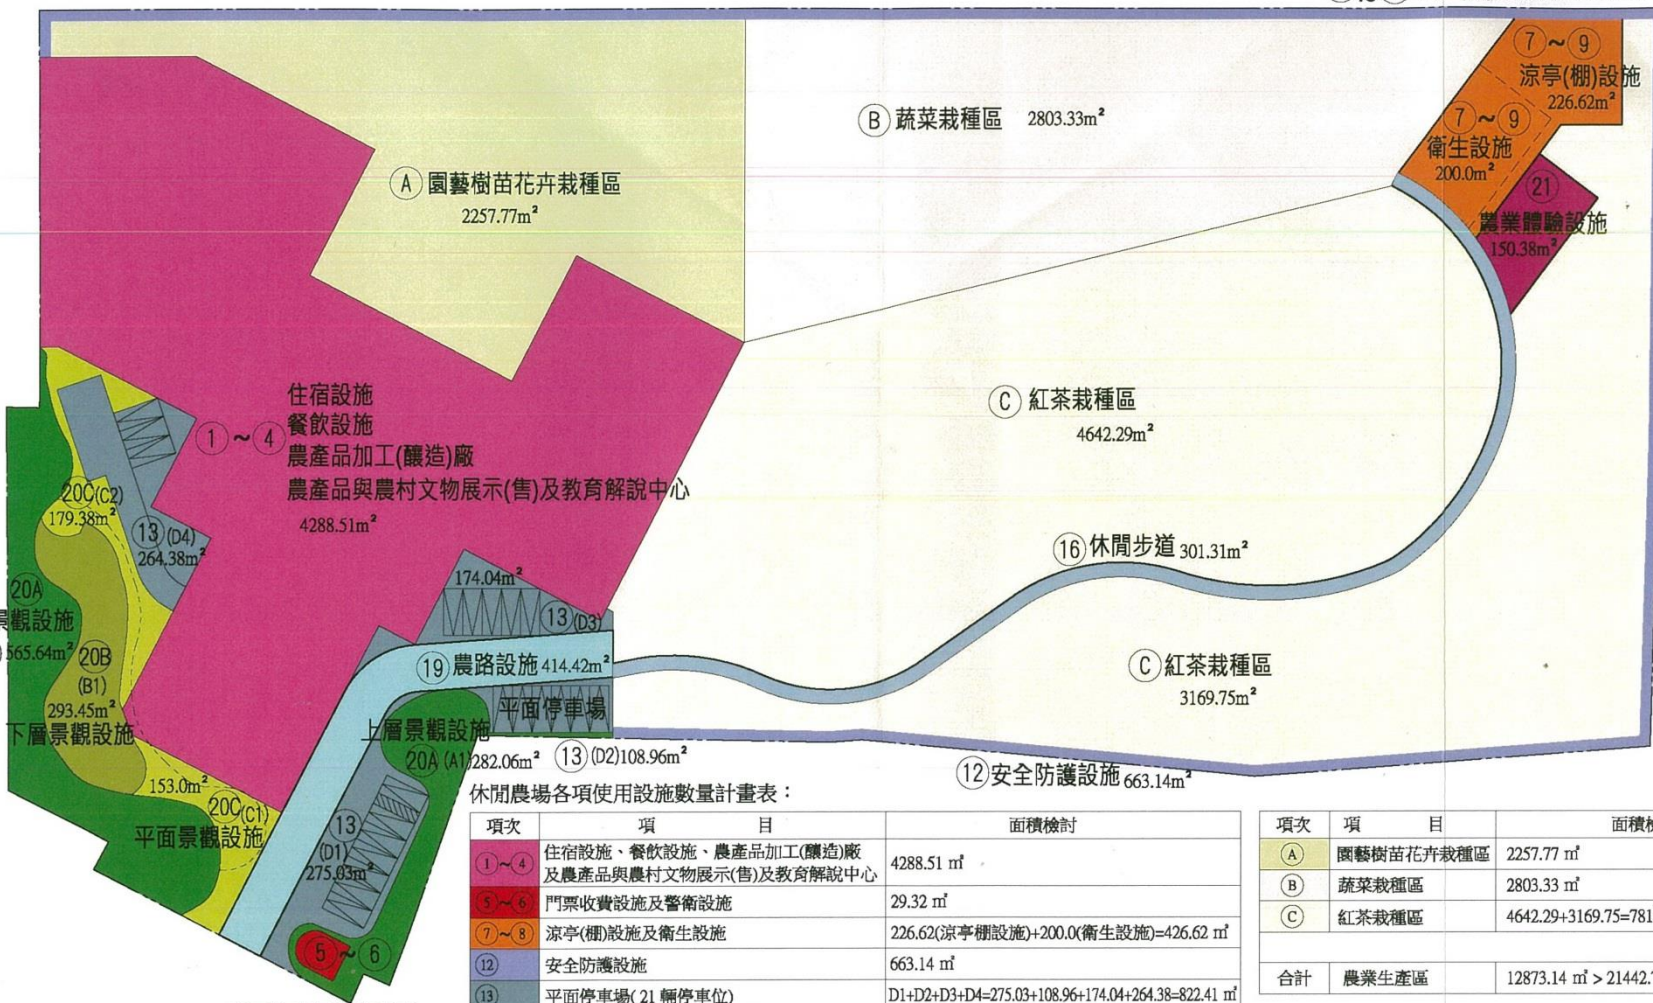 Ⓑ 蔬菜栽種區 2803.33m²
⑦～⑨
涼亭(棚)設施
226.62m²
⑦～⑨
衛生設施
200.0m²
㉑
農業體驗設施
150.38m²
Ⓐ 園藝樹苗花卉栽種區
2257.77m²
①～④
住宿設施
餐飲設施
農產品加工(釀造)廠
農產品與農村文物展示(售)及教育解說中心
4288.51m²
Ⓒ 紅茶栽種區
4642.29m²
20C(C2)
179.38m²
⑬(D4)
264.38m²
⑯休閒步道 301.31m²
174.04m²
⑬(D3)
20A
景觀設施
565.64m²
20B
(B1)
293.45m²
下層景觀設施
⑲農路設施 414.42m²
平面停車場
Ⓒ 紅茶栽種區
3169.75m²
上層景觀設施
20A (A1)282.06m²
⑬(D2)108.96m²
⑫安全防護設施 663.14m²
153.0m²
20C(C1)
平面景觀設施
⑬
(D1)
275.03m²
⑤～⑥
休閒農場各項使用設施數量計畫表：
項次 項 目 面積檢討
①～④ 住宿設施、餐飲設施、農產品加工(釀造)廠
及農產品與農村文物展示(售)及教育解說中心 4288.51 ㎡
⑤～⑥ 門票收費設施及警衛設施 29.32 ㎡
⑦～⑧ 涼亭(棚)設施及衛生設施 226.62(涼亭棚設施)+200.0(衛生設施)=426.62 ㎡
⑫ 安全防護設施 663.14 ㎡
⑬ 平面停車場( 21 輛停車位) D1+D2+D3+D4=275.03+108.96+174.04+264.38=822.41 ㎡
項次 項 目 面積
Ⓐ 園藝樹苗花卉栽種區 2257.77 ㎡
Ⓑ 蔬菜栽種區 2803.33 ㎡
Ⓒ 紅茶栽種區 4642.29+3169.75=781
合計 農業生產區 12873.14 ㎡ > 21442.